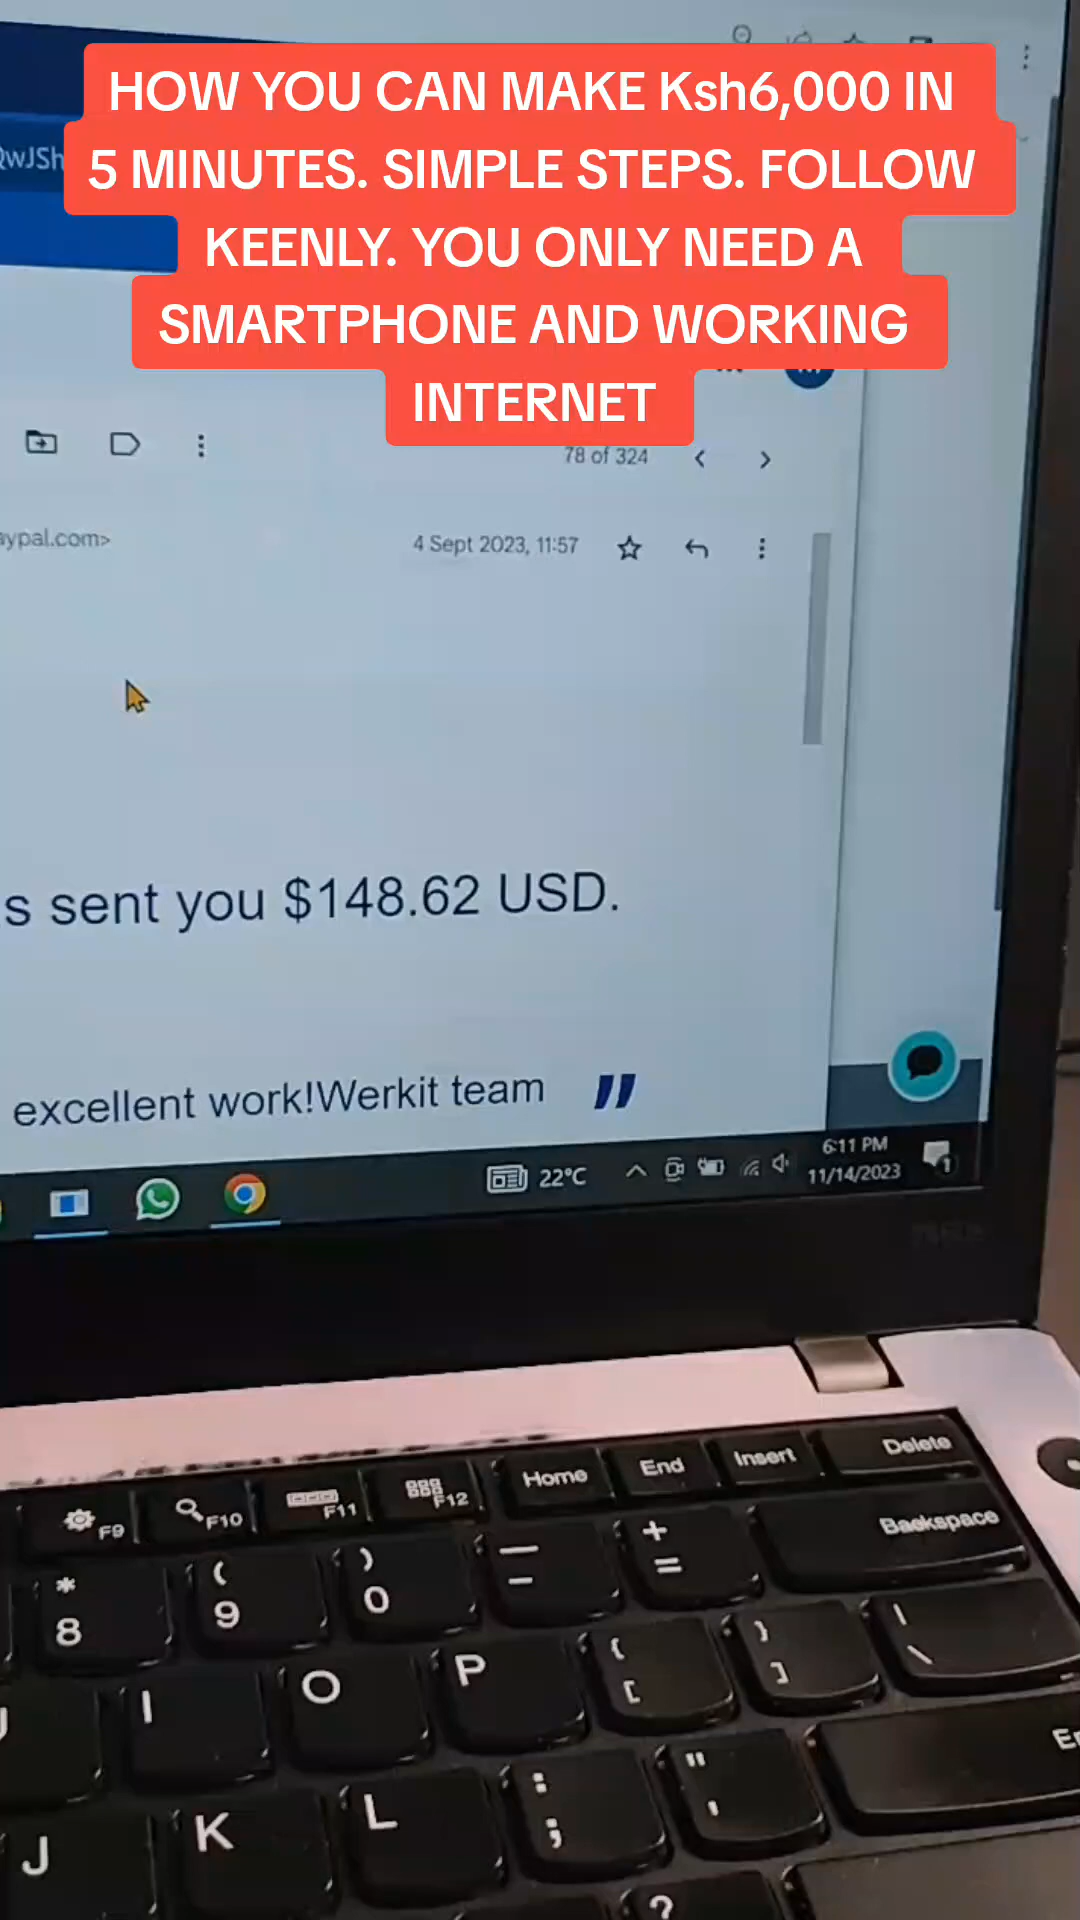 HOW YOU CAN MAKE Ksh6,000 IN
5 MINUTES. SIMPLE STEPS. FOLLOW
KEENLY. YOU ONLY NEED A
SMARTPHONE AND WORKING
INTERNET
78 of 324
4 Sept 2023, 11:57
s sent you $148.62 USD.
excellent work!Werkit team "
22°C
6:11 PM
11/14/2023
1
F9 F10 F11 F12 Home End Insert Delete
* 8 ( 9 ) 0 — - + = Backspace
I O P { [ } ] | \
J K L : ; " '
?